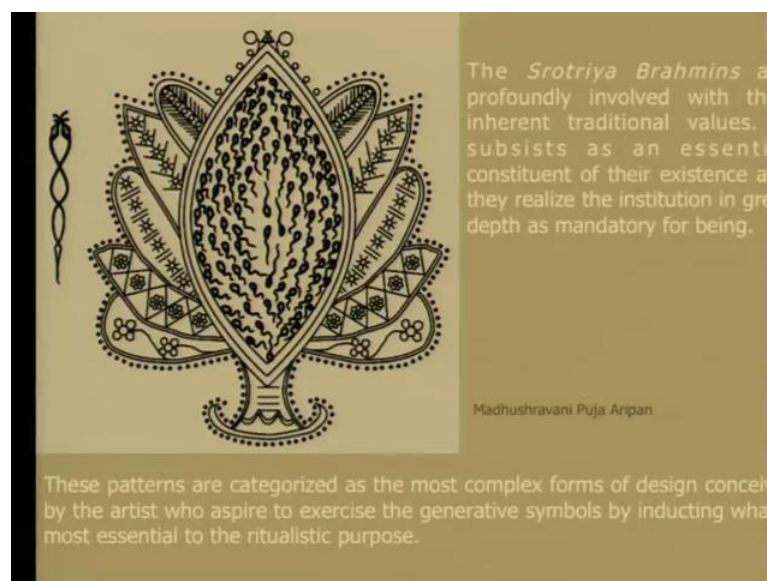 The Srotriya Brahmins a
profoundly involved with th
inherent traditional values.
subsists as an essenti
constituent of their existence a
they realize the institution in gre
depth as mandatory for being.
Madhushravani Puja Aripan
These patterns are categorized as the most complex forms of design concei
by the artist who aspire to exercise the generative symbols by inducting wha
most essential to the ritualistic purpose.